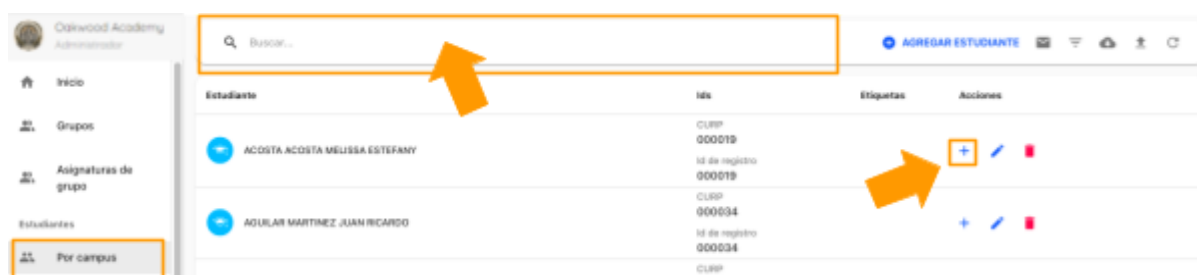 Oakwood Academy
Administrador
Inicio
Grupos
Asignaturas de
grupo
Estudiantes
Por campus
Buscar...
AGREGAR ESTUDIANTE
Estudiante Ids Etiquetas Acciones
ACOSTA ACOSTA MELISSA ESTEFANY
CURP
000019
Id de registro
000019
AGUILAR MARTINEZ JUAN RICARDO
CURP
000034
Id de registro
000034
CURP